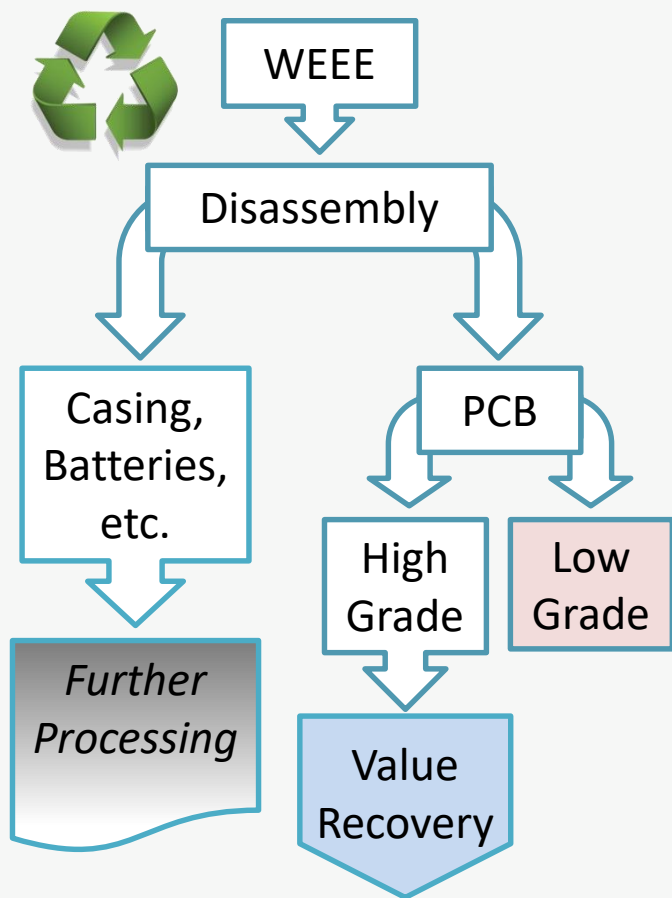 WEEE
Disassembly
Casing,
Batteries,
etc.
PCB
High
Grade
Low
Grade
Further
Processing
Value
Recovery